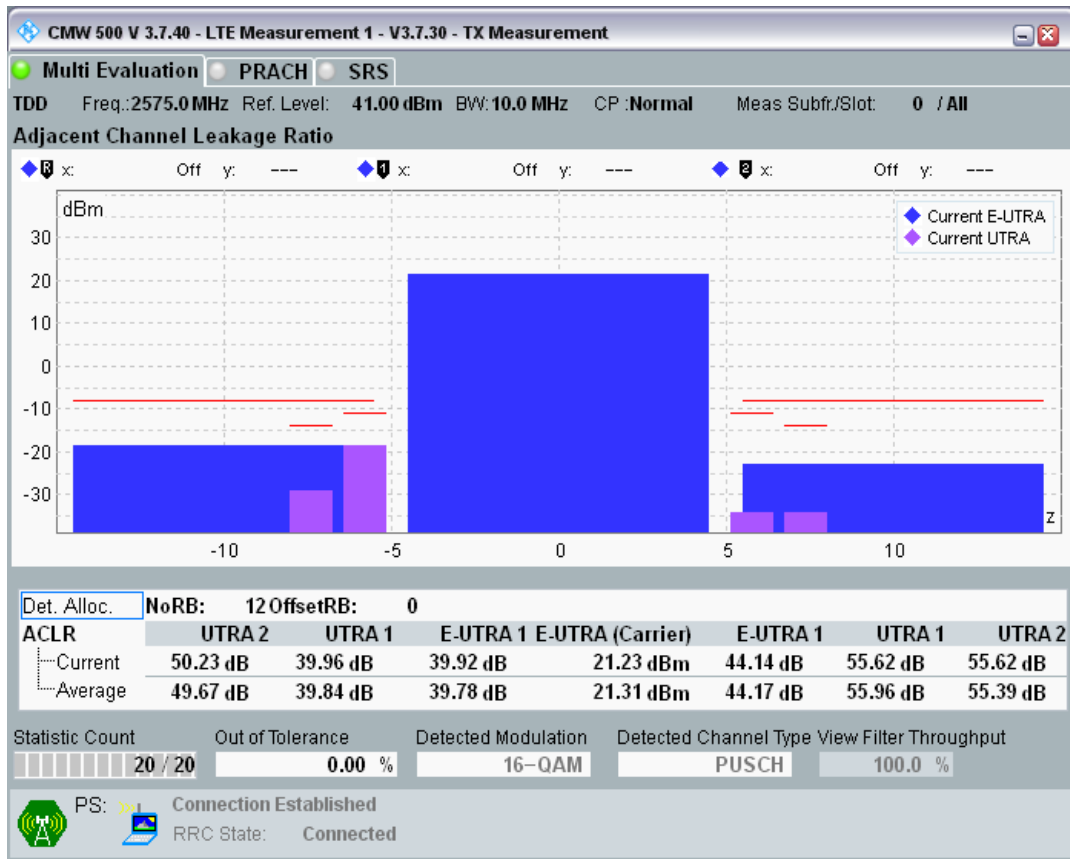 CMW 500 V 3.7.40 - LTE Measurement 1 - V3.7.30 - TX Measurement
Multi Evaluation PRACH SRS
TDD Freq.:2575.0 MHz Ref. Level: 41.00 dBm BW:10.0 MHz CP :Normal Meas Subfr./Slot: 0 / All
Adjacent Channel Leakage Ratio
R x: Off y: --- 1 x: Off y: --- 2 x: Off y: ---
dBm
Current E-UTRA
Current UTRA
30
20
10
0
-10
-20
-30
z
-10 -5 0 5 10
Det. Alloc. NoRB: 12 OffsetRB: 0
ACLR UTRA 2 UTRA 1 E-UTRA 1 E-UTRA (Carrier) E-UTRA 1 UTRA 1 UTRA 2
Current 50.23 dB 39.96 dB 39.92 dB 21.23 dBm 44.14 dB 55.62 dB 55.62 dB
Average 49.67 dB 39.84 dB 39.78 dB 21.31 dBm 44.17 dB 55.96 dB 55.39 dB
Statistic Count Out of Tolerance Detected Modulation Detected Channel Type View Filter Throughput
20 / 20 0.00 % 16-QAM PUSCH 100.0 %
PS: Connection Established
RRC State: Connected